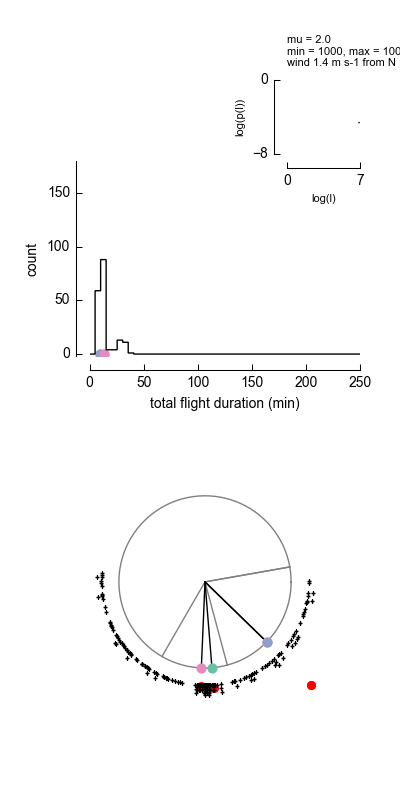 mu = 2.0
min = 1000, max = 100
wind 1.4 m s-1 from N
0
log(p(l))
−8
0 7
log(l)
150
100
50
0
count
0 50 100 150 200 250
total flight duration (min)